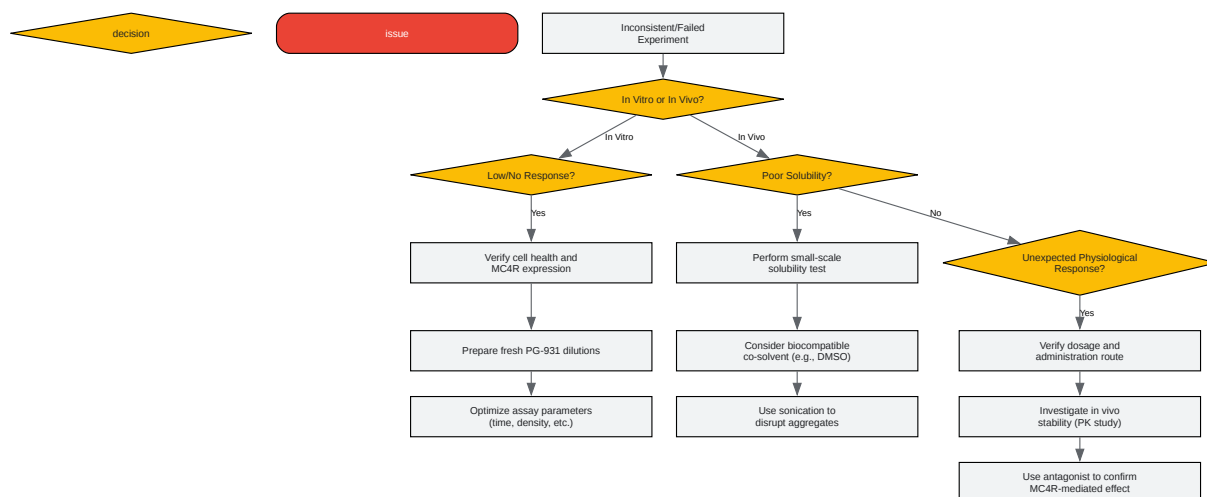 decision
issue
Inconsistent/Failed
Experiment
In Vitro or In Vivo?
In Vitro
In Vivo
Low/No Response?
Poor Solubility?
Yes
Yes
No
Verify cell health and
MC4R expression
Perform small-scale
solubility test
Unexpected Physiological
Response?
Yes
Prepare fresh PG-931 dilutions
Consider biocompatible
co-solvent (e.g., DMSO)
Verify dosage and
administration route
Optimize assay parameters
(time, density, etc.)
Use sonication to
disrupt aggregates
Investigate in vivo
stability (PK study)
Use antagonist to confirm
MC4R-mediated effect